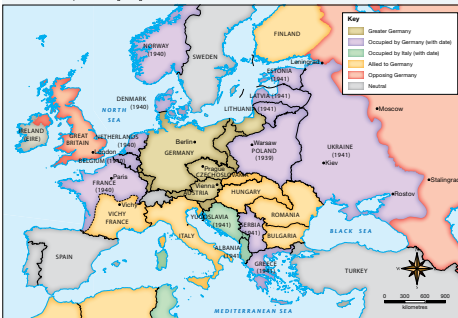 Key
Greater Germany
Occupied by Germany (with date)
Occupied by Italy (with date)
Allied to Germany
Opposing Germany
Neutral
NORWAY
(1940)
SWEDEN
FINLAND
Leningrad
ESTONIA
(1941)
LATVIA (1941)
LITHUANIA (1941)
Moscow
DENMARK
(1940)
NORTH
SEA
IRELAND
(EIRE)
GREAT
BRITAIN
London
NETHERLANDS
(1940)
BELGIUM (1940)
Berlin
GERMANY
Warsaw
POLAND
(1939)
UKRAINE
(1941)
Kiev
Stalingrad
Rostov
Prague
CZECHOSLOVAKIA
Paris
FRANCE
(1940)
Vichy
VICHY
FRANCE
Vienna
AUSTRIA
HUNGARY
ROMANIA
YUGOSLAVIA
(1941)
SERBIA
(1941)
BULGARIA
ITALY
ALBANIA
(1941)
GREECE
(1941)
BLACK SEA
SPAIN
TURKEY
MEDITERRANEAN SEA
0 300 600 900
kilometres